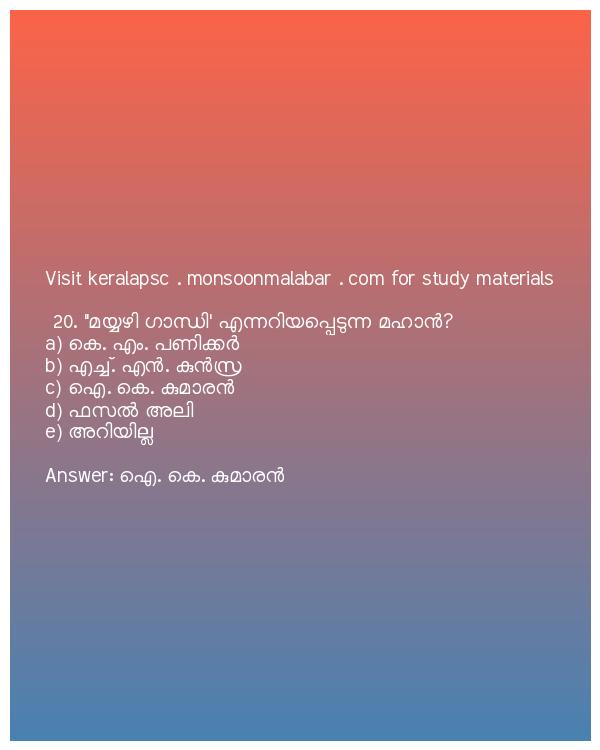 Visit keralapsc . monsoonmalabar . com for study materials
20. "മയ്യഴി ഗാന്ധി' എന്നറിയപ്പെടുന്ന മഹാൻ?
a) കെ. എം. പണിക്കർ
b) എച്ച്. എൻ. കുൻസ്രു
c) ഐ. കെ. കുമാരൻ
d) ഫസൽ അലി
e) അറിയില്ല
Answer: ഐ. കെ. കുമാരൻ